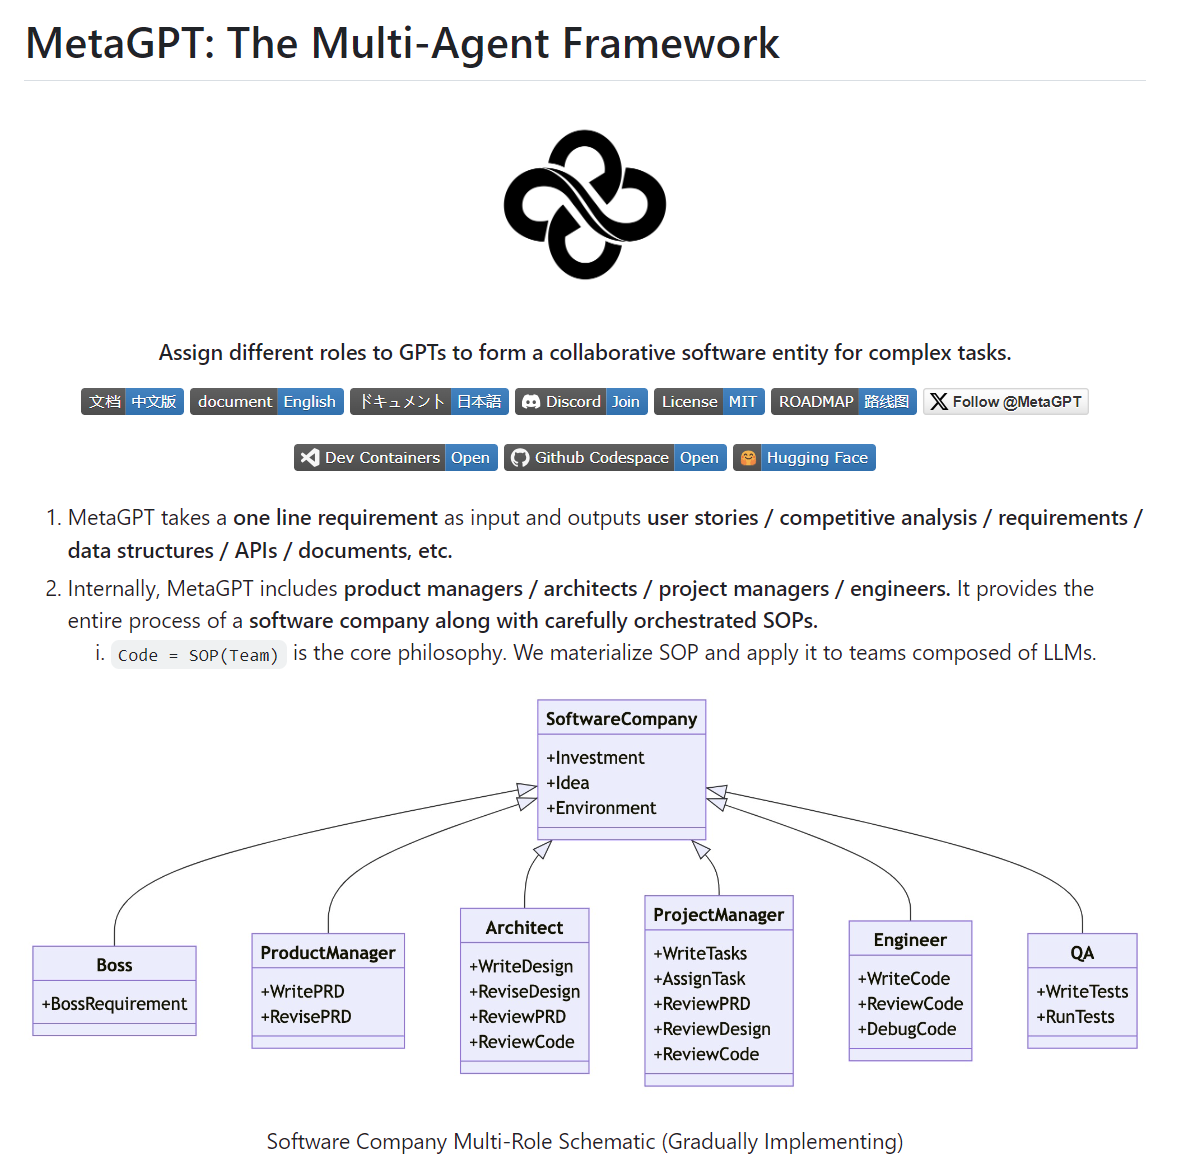 MetaGPT: The Multi-Agent Framework
Assign different roles to GPTs to form a collaborative software entity for complex tasks.
文档 中文版 document English ドキュメント 日本語 Discord Join License MIT ROADMAP 路线图 Follow @MetaGPT
Dev Containers Open Github Codespace Open Hugging Face
1. MetaGPT takes a one line requirement as input and outputs user stories / competitive analysis / requirements /
data structures / APIs / documents, etc.
2. Internally, MetaGPT includes product managers / architects / project managers / engineers. It provides the
entire process of a software company along with carefully orchestrated SOPs.
i. Code = SOP(Team) is the core philosophy. We materialize SOP and apply it to teams composed of LLMs.
SoftwareCompany
+Investment
+Idea
+Environment
Boss
+BossRequirement
ProductManager
+WritePRD
+RevisePRD
Architect
+WriteDesign
+ReviseDesign
+ReviewPRD
+ReviewCode
ProjectManager
+WriteTasks
+AssignTask
+ReviewPRD
+ReviewDesign
+ReviewCode
Engineer
+WriteCode
+ReviewCode
+DebugCode
QA
+WriteTests
+RunTests
Software Company Multi-Role Schematic (Gradually Implementing)